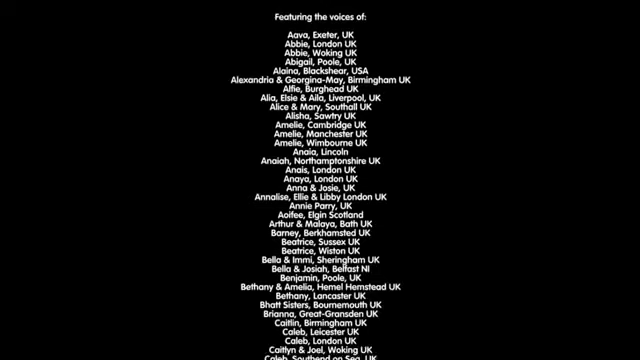 Featuring the voices of:
Aava, Exeter, UK
Abbie, London UK
Abbie, Woking UK
Abigail, Poole, UK
Alaina, Blackshear, USA
Alexandria & Georgina-May, Birmingham UK
Alfie, Burghead UK
Alia, Elsie & Aila, Liverpool, UK
Alice & Mary, Southall UK
Alisha, Sawtry UK
Amelie, Cambridge UK
Amelie, Manchester UK
Amelie, Wimbourne UK
Anaia, Lincoln
Anaiah, Northamptonshire UK
Anais, London UK
Anaya, London UK
Anna & Josie, UK
Annalise, Ellie & Libby London UK
Annie Parry, UK
Aoifee, Elgin Scotland
Arthur & Malaya, Bath UK
Barney, Berkhamsted UK
Beatrice, Sussex UK
Beatrice, Wiston UK
Bella & Immi, Sheringham UK
Bella & Josiah, Belfast NI
Benjamin, Poole, UK
Bethany & Amelia, Hemel Hemstead UK
Bethany, Lancaster UK
Bhatt Sisters, Bournemouth UK
Brianna, Great-Gransden UK
Caitlin, Birmingham UK
Caleb, Leicester UK
Caleb, London UK
Caitlyn & Joel, Woking UK
Caleb, Southend on Sea, UK